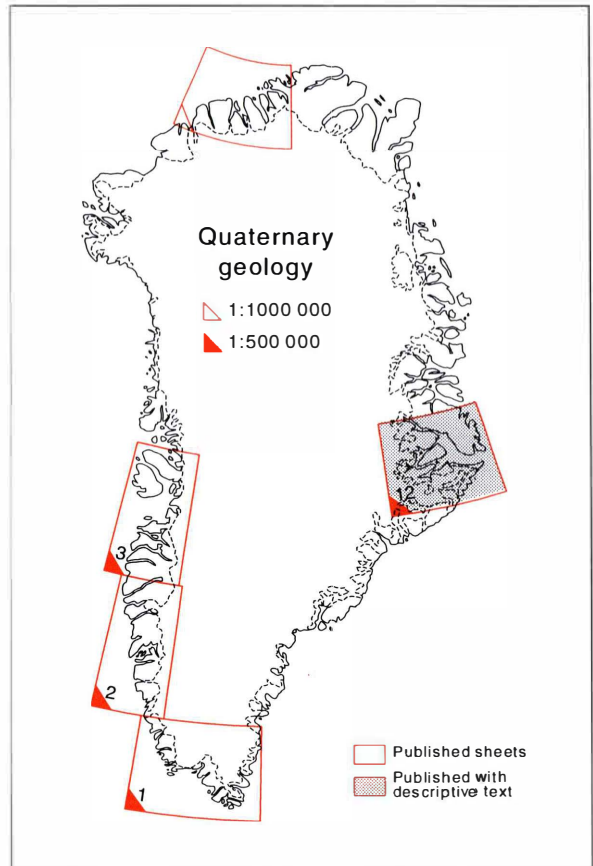 Quaternary
geology
1:1000 000
1:500 000
12
3
2
1
Published sheets
Published with
descriptive text